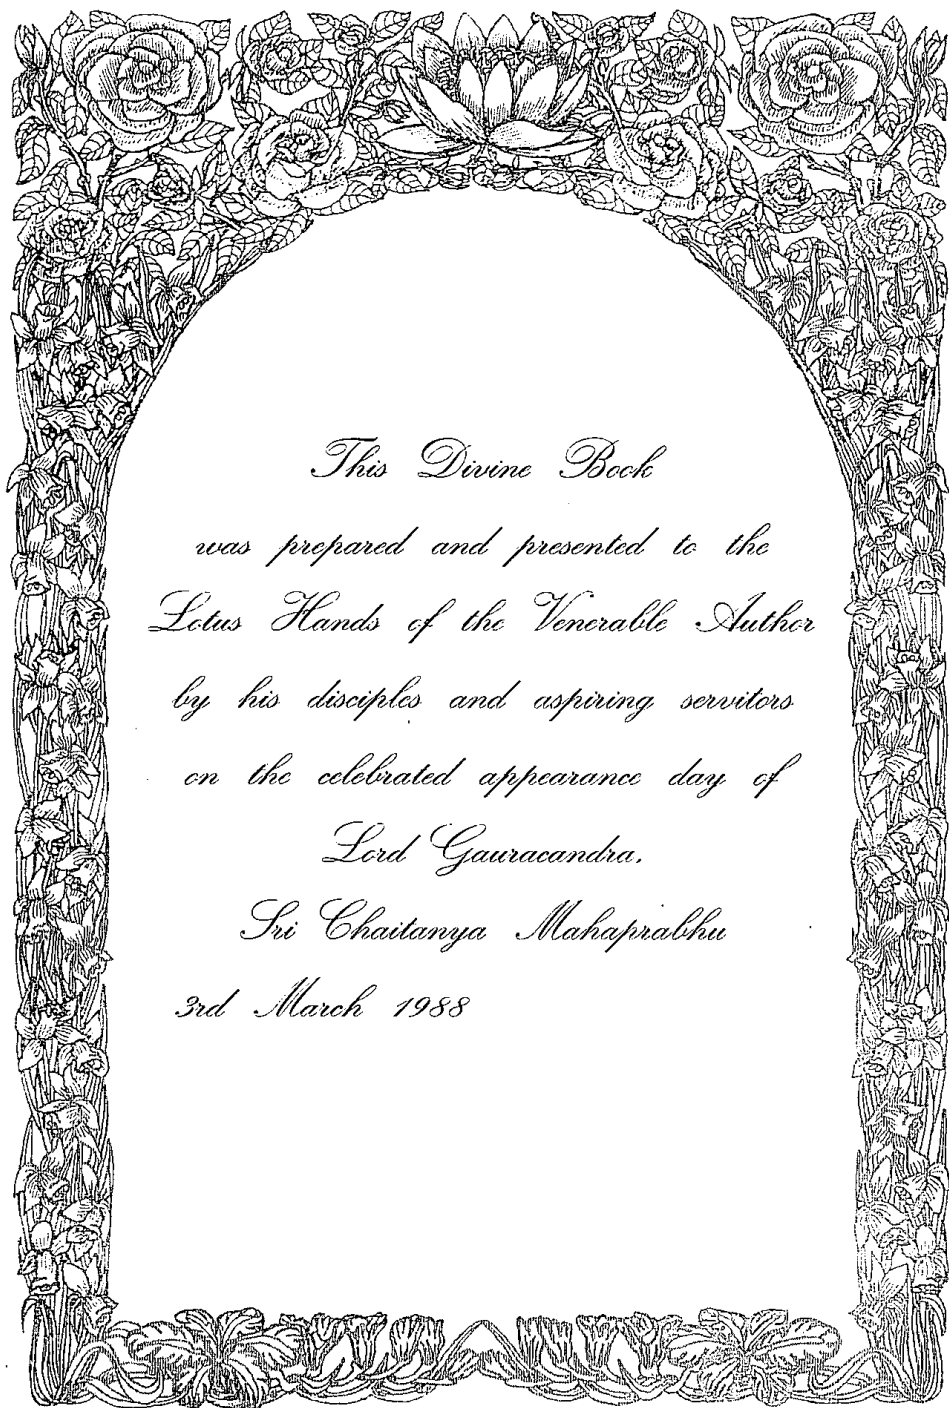 This Divine Book
was prepared and presented to the
Lotus Hands of the Venerable Author
by his disciples and aspiring servitors
on the celebrated appearance day of
Lord Gauracandra,
Sri Chaitanya Mahaprabhu
3rd March 1988